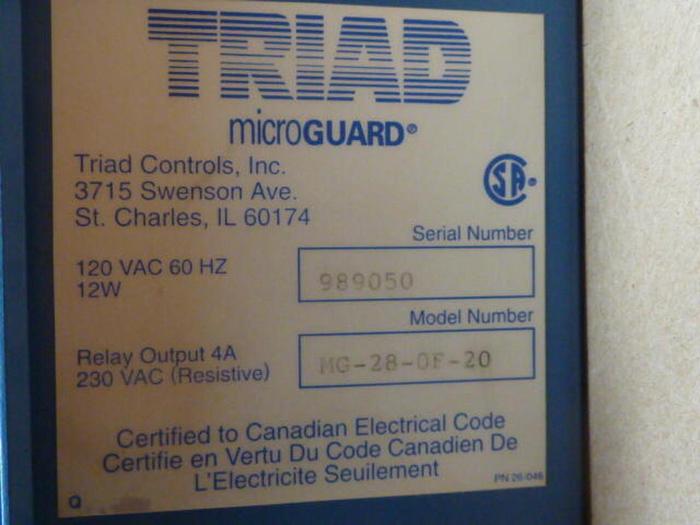 TRIAD
microGUARD®
Triad Controls, Inc.
3715 Swenson Ave.
St. Charles, IL 60174
SA ®
Serial Number
120 VAC 60 HZ
12W
989050
Model Number
Relay Output 4A
230 VAC (Resistive)
MG-28-0F-20
Certified to Canadian Electrical Code
Certifie en Vertu Du Code Canadien De
L'Electricite Seuilement
PN 26-046
Q